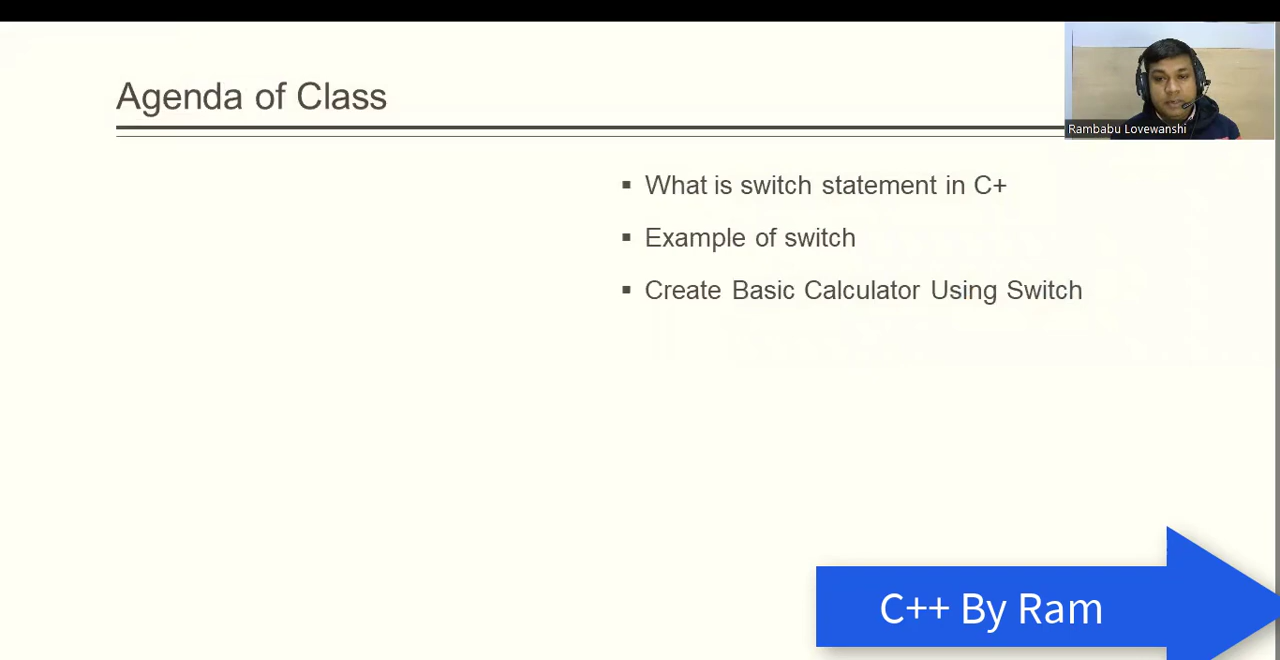 Agenda of Class
Rambabu Lovewanshi
▪ What is switch statement in C+
▪ Example of switch
▪ Create Basic Calculator Using Switch
C++ By Ram